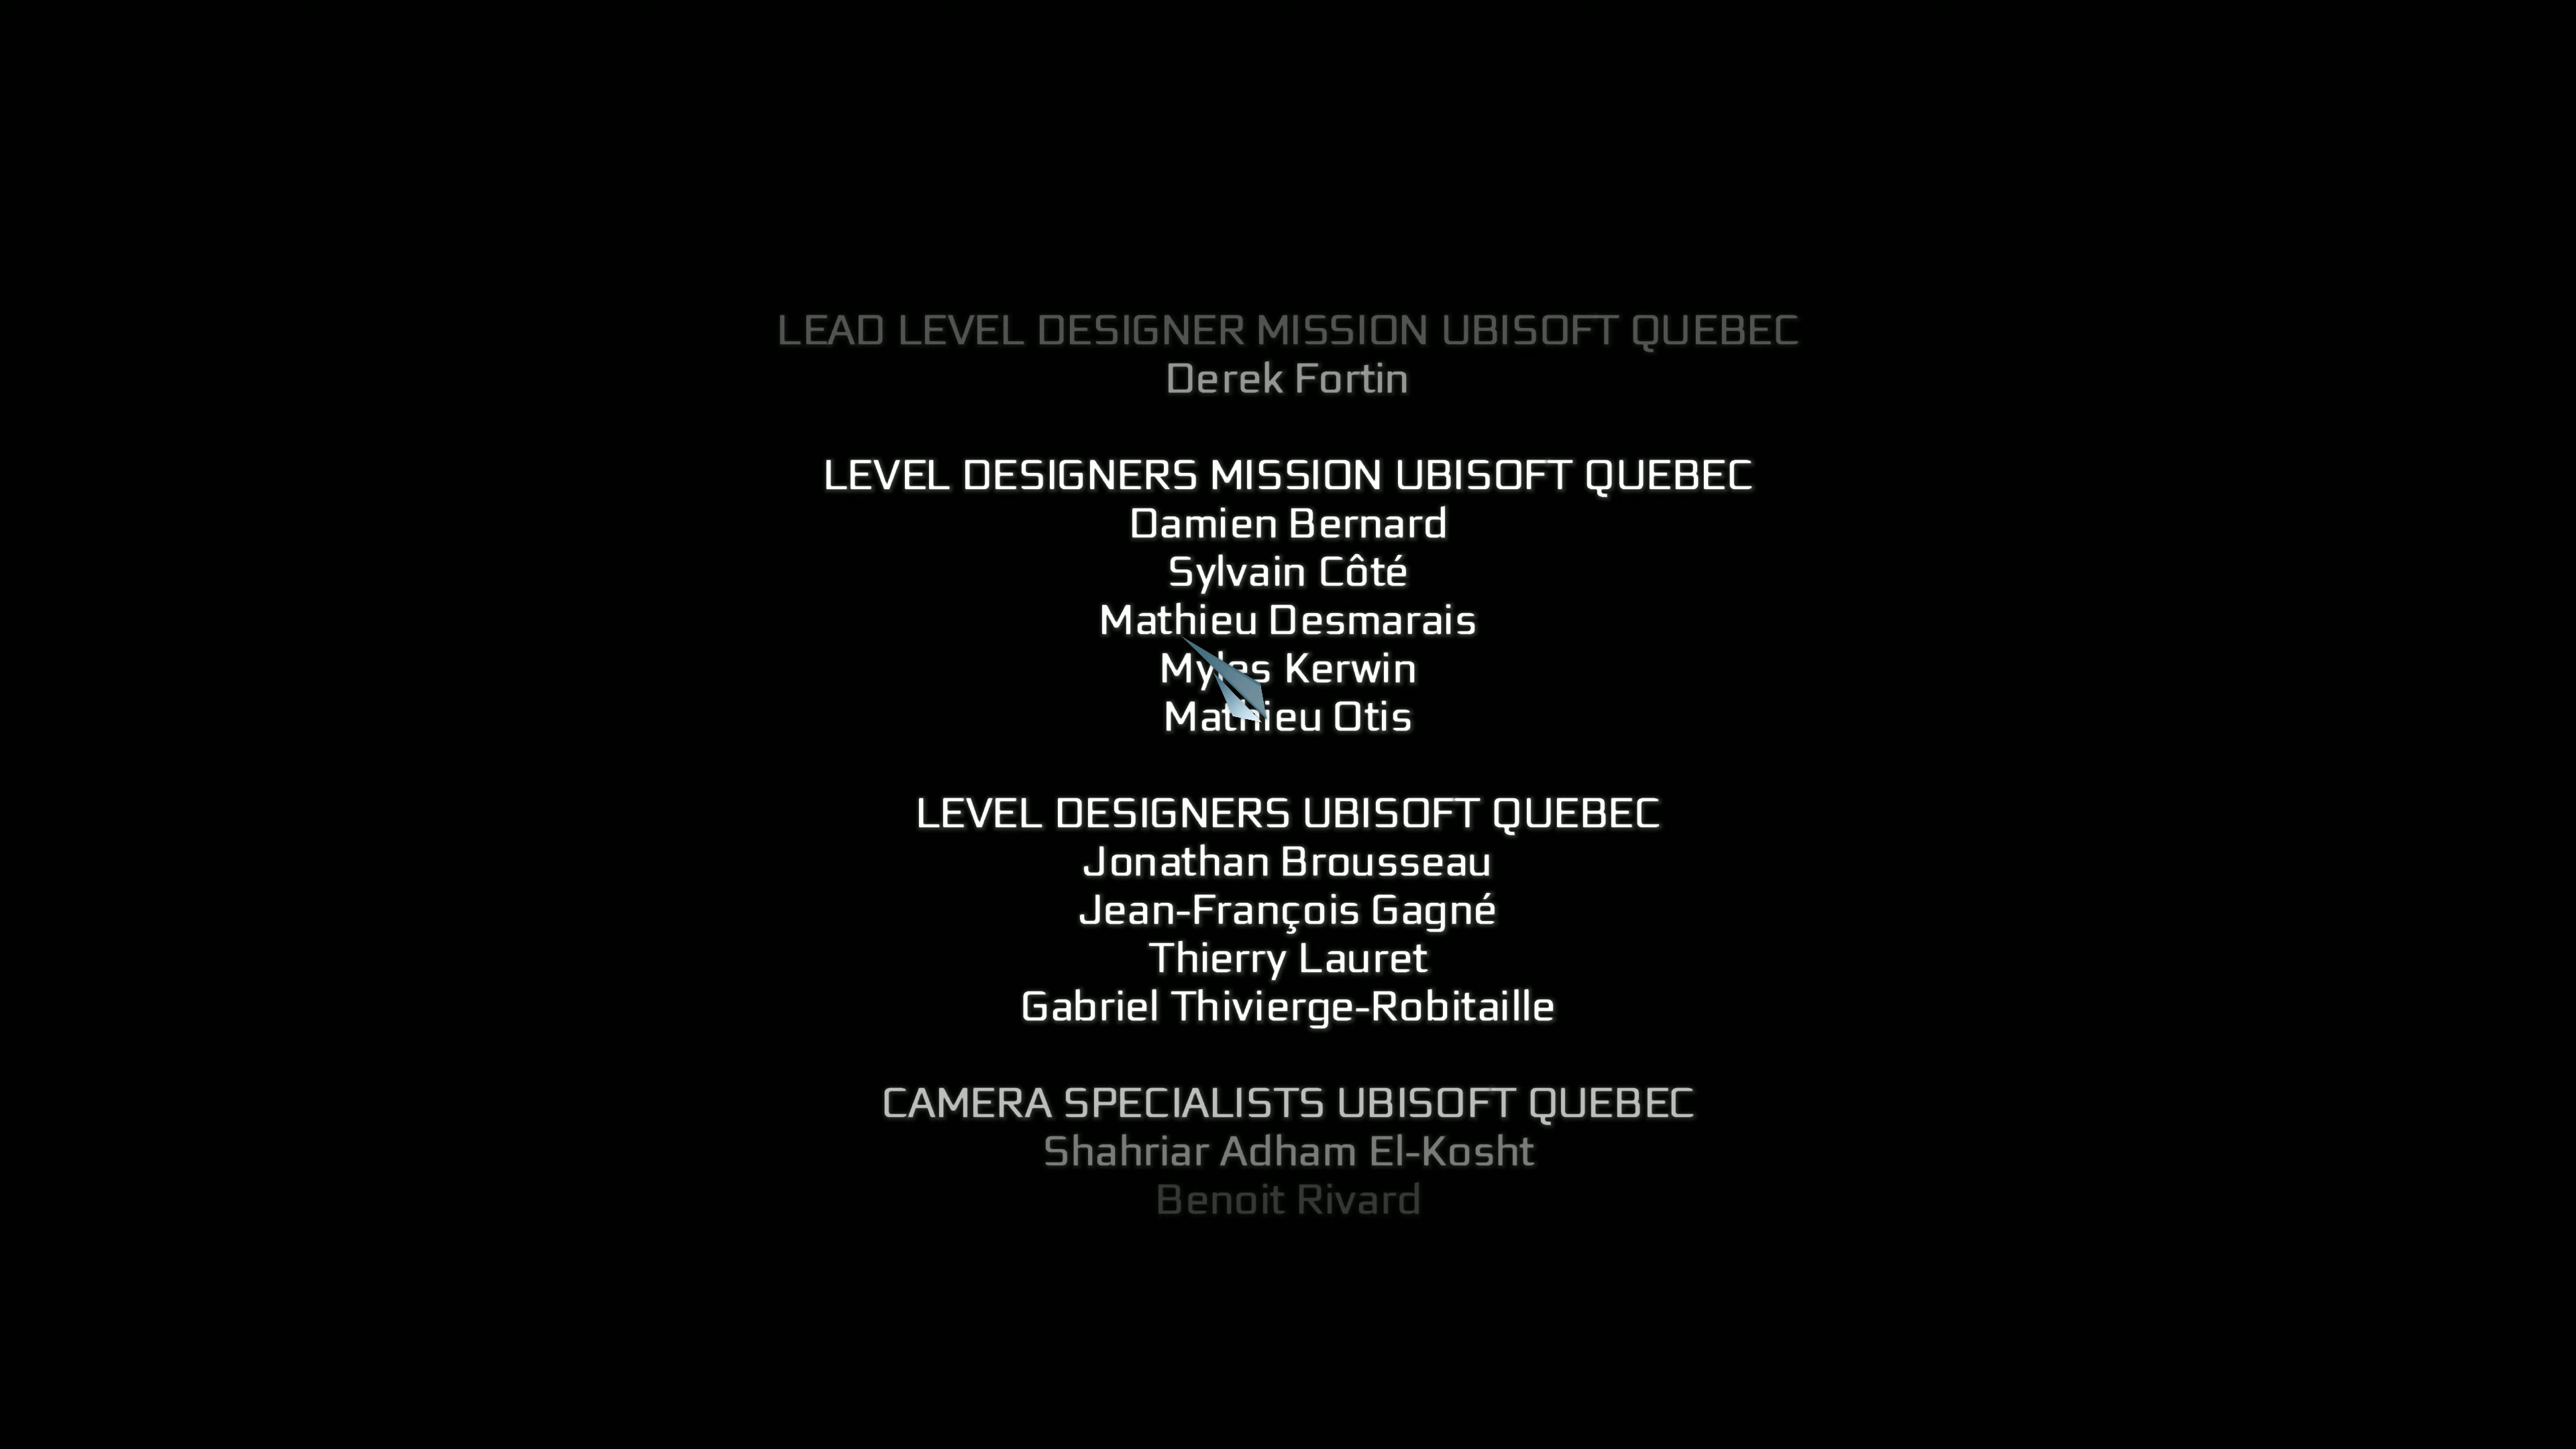 LEAD LEVEL DESIGNER MISSION UBISOFT QUEBEC
Derek Fortin
LEVEL DESIGNERS MISSION UBISOFT QUEBEC
Damien Bernard
Sylvain Côté
Mathieu Desmarais
Myles Kerwin
Mathieu Otis
LEVEL DESIGNERS UBISOFT QUEBEC
Jonathan Brousseau
Jean-François Gagné
Thierry Lauret
Gabriel Thivierge-Robitaille
CAMERA SPECIALISTS UBISOFT QUEBEC
Shahriar Adham El-Kosht
Benoit Rivard